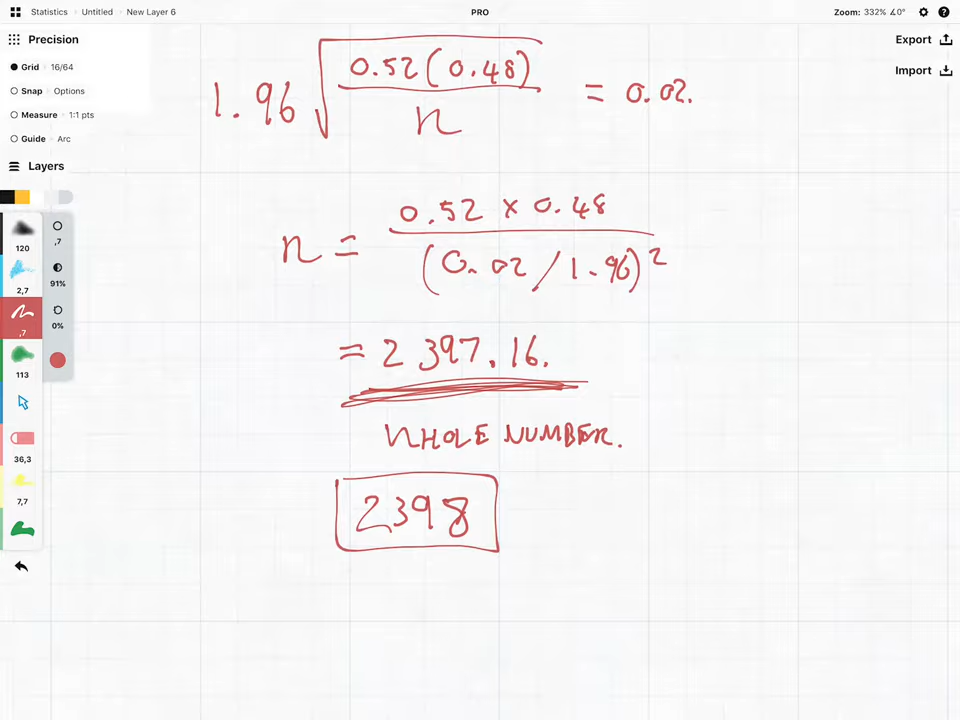 Statistics > Untitled > New Layer 6
PRO
Zoom: 332% ∡0°
Precision
Grid 16/64
Snap Options
Measure 1:1 pts
Guide Arc
Layers
Export
Import
120
2,7
,7
113
36,3
7,7
,7
91%
0%
1.96 √(0.52(0.48)/n) = 0.02.
n = 0.52 × 0.48 / (0.02/1.96)²
= 2397.16.
WHOLE NUMBER.
2398